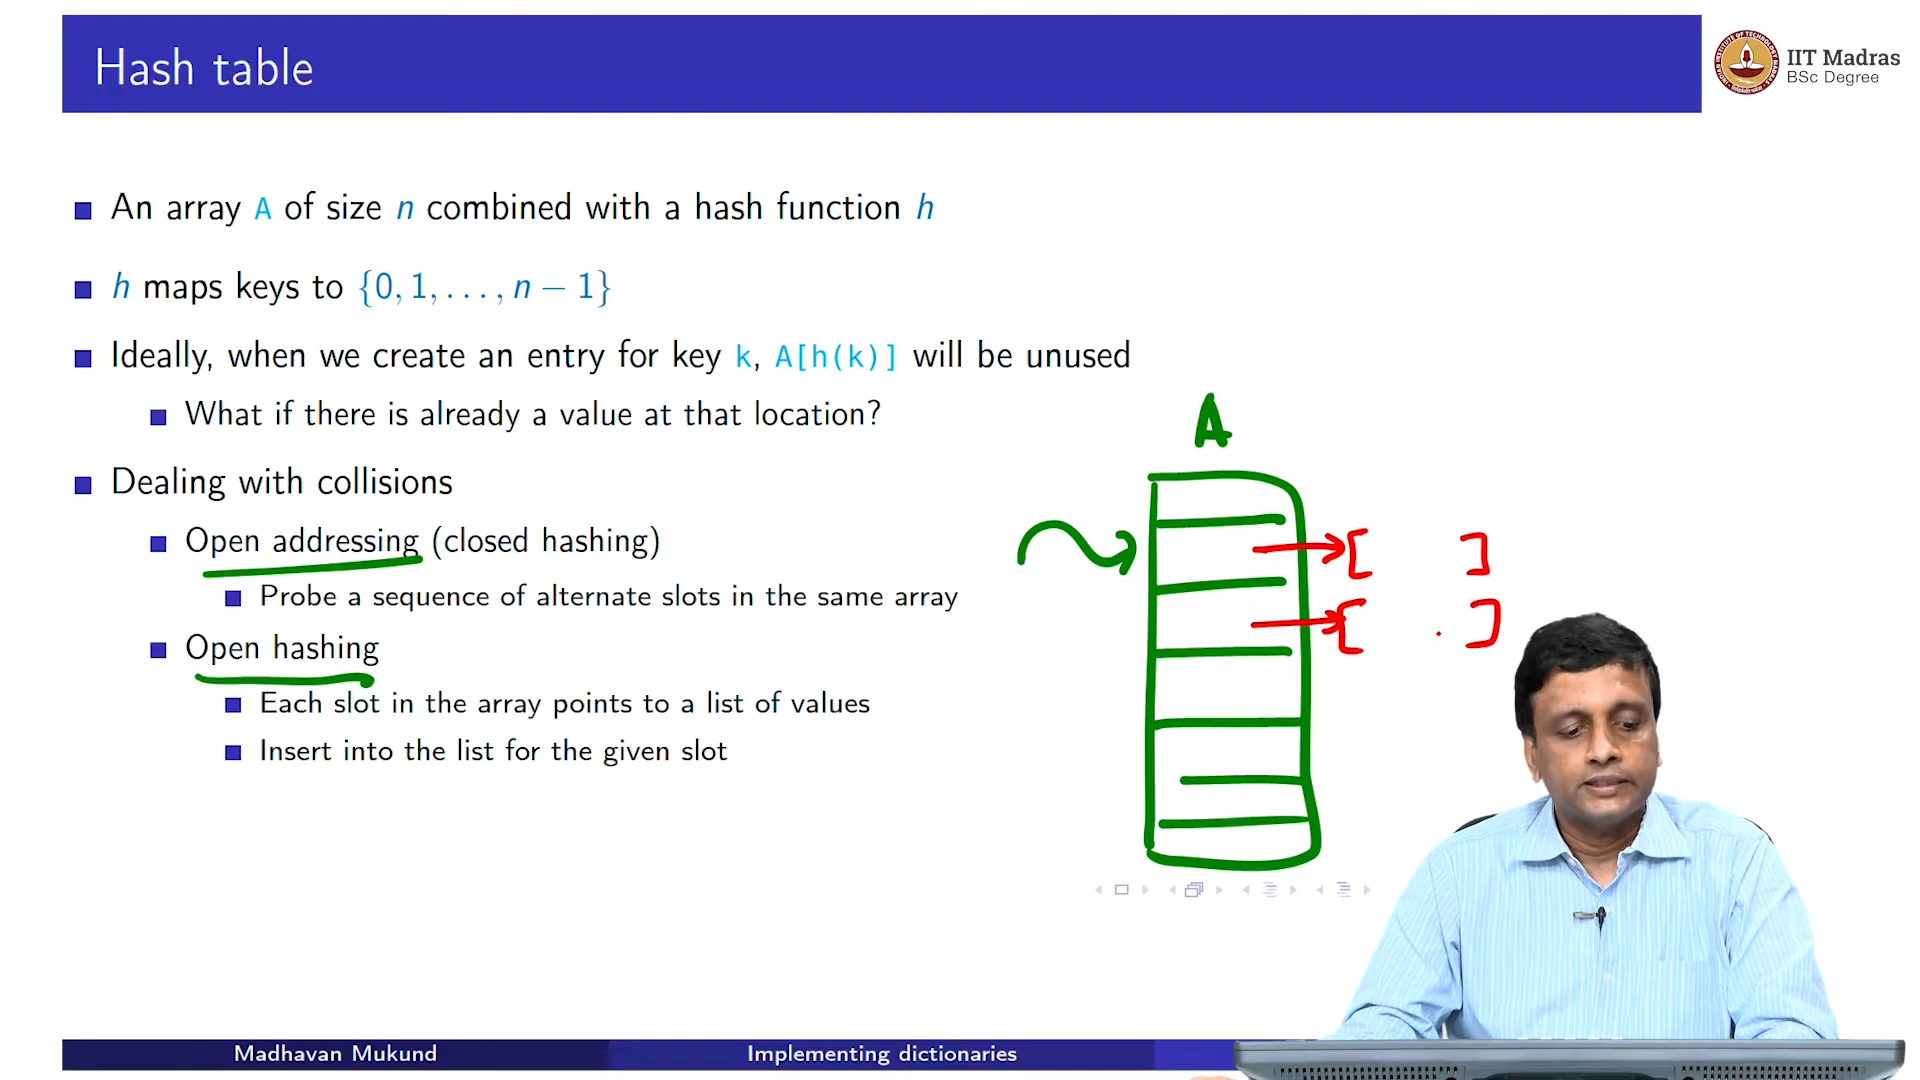 Hash table
IIT Madras
BSc Degree
An array A of size n combined with a hash function h
h maps keys to {0, 1, . . . , n − 1}
Ideally, when we create an entry for key k, A[h(k)] will be unused
What if there is already a value at that location?
Dealing with collisions
Open addressing (closed hashing)
Probe a sequence of alternate slots in the same array
Open hashing
Each slot in the array points to a list of values
Insert into the list for the given slot
A
[ ]
[ . ]
Madhavan Mukund
Implementing dictionaries